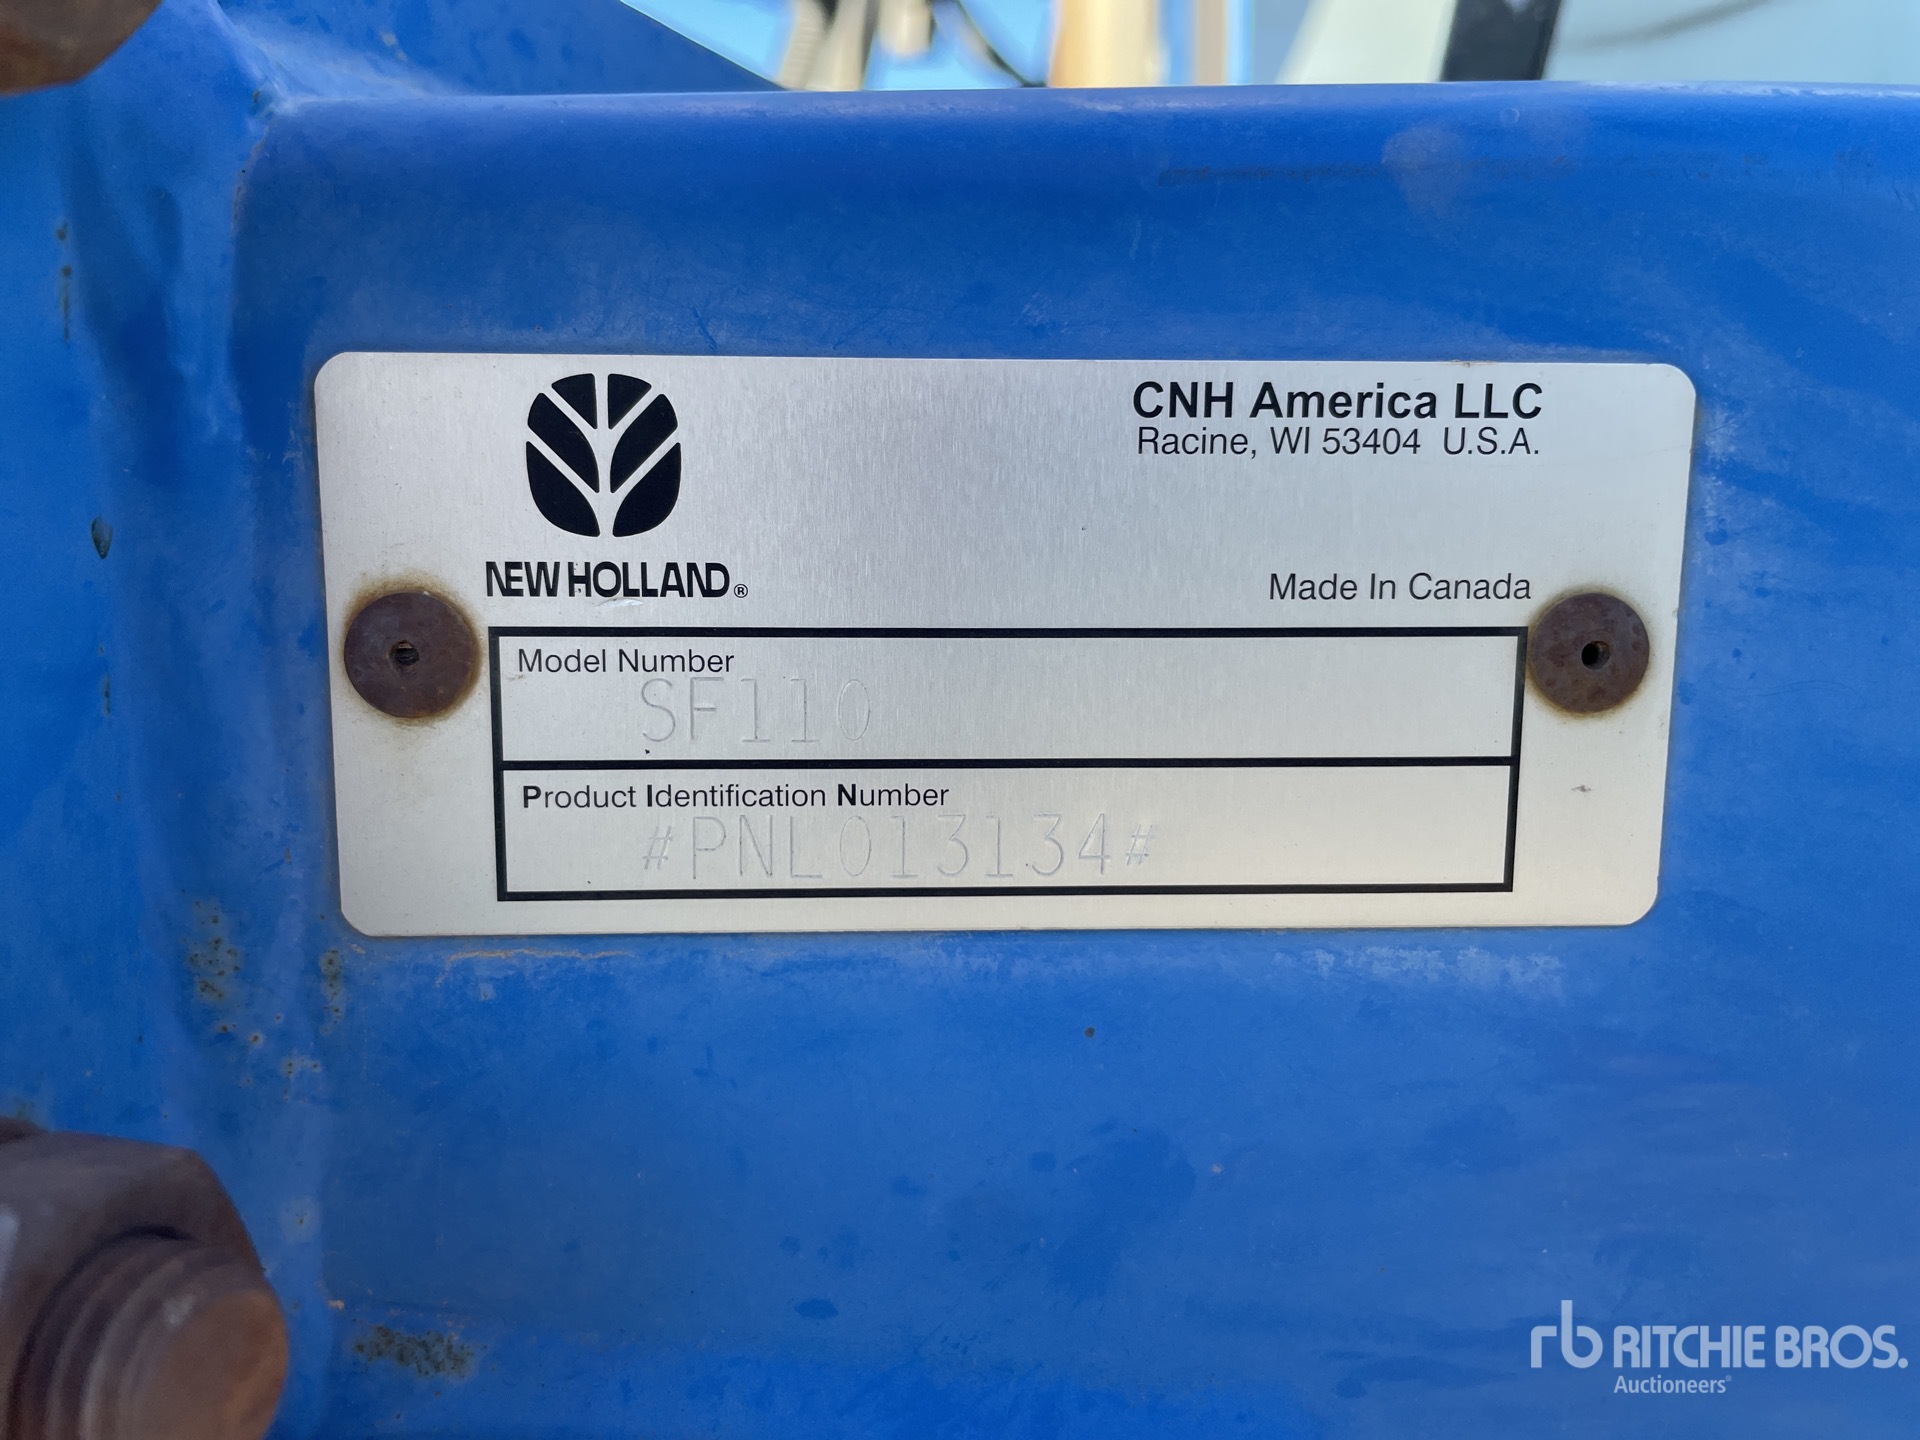 CNH America LLC
Racine, WI 53404 U.S.A.
NEW HOLLAND®
Made In Canada
Model Number
SF110
Product Identification Number
#PNL013134#
rb RITCHIE BROS.
Auctioneers®